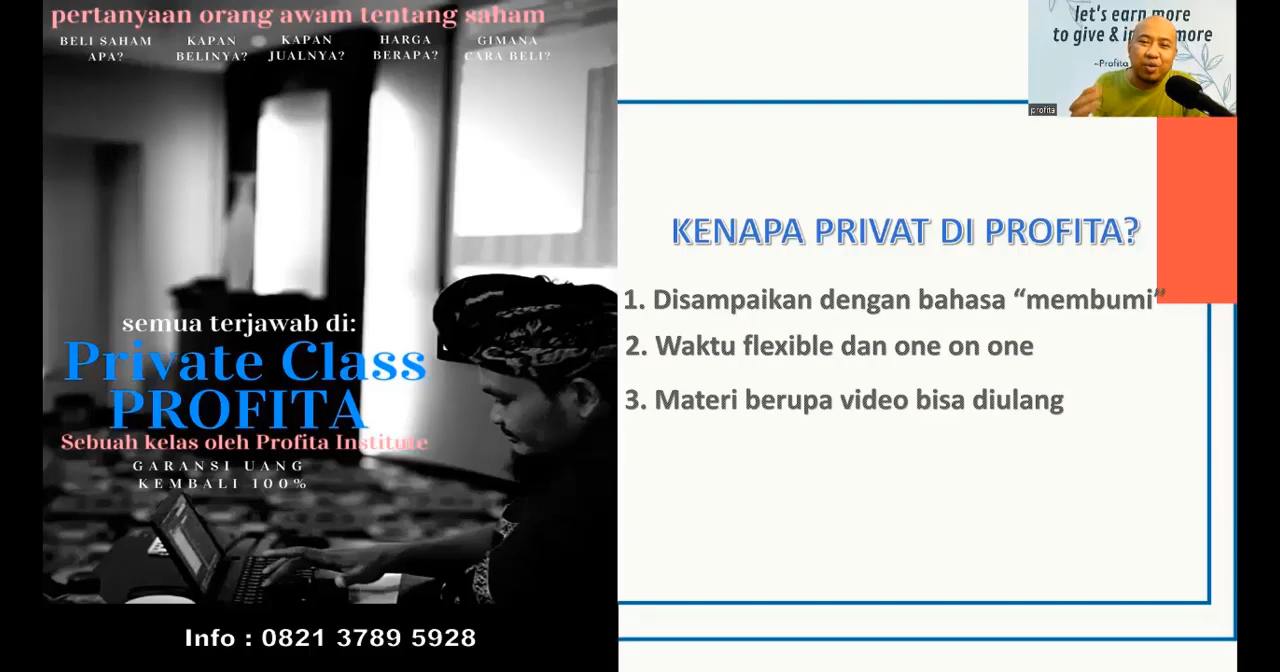 pertanyaan orang awam tentang saham
BELI SAHAM APA?
KAPAN BELINYA?
KAPAN JUALNYA?
HARGA BERAPA?
GIMANA CARA BELI?
semua terjawab di:
Private Class
PROFITA
Sebuah kelas oleh Profita Institute
GARANSI UANG
KEMBALI 100%
Info : 0821 3789 5928
let's earn more
to give & in more
~Profita
profita
KENAPA PRIVAT DI PROFITA?
1. Disampaikan dengan bahasa “membumi”
2. Waktu flexible dan one on one
3. Materi berupa video bisa diulang